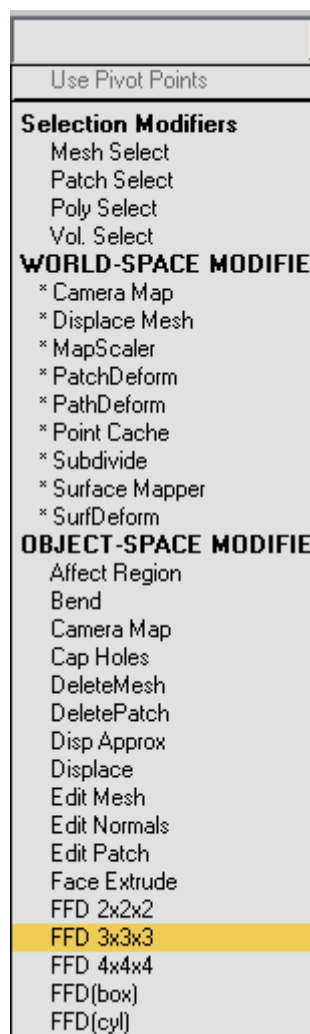 Use Pivot Points
Selection Modifiers
Mesh Select
Patch Select
Poly Select
Vol. Select
WORLD-SPACE MODIFIE
* Camera Map
* Displace Mesh
* MapScaler
* PatchDeform
* PathDeform
* Point Cache
* Subdivide
* Surface Mapper
* SurfDeform
OBJECT-SPACE MODIFIE
Affect Region
Bend
Camera Map
Cap Holes
DeleteMesh
DeletePatch
Disp Approx
Displace
Edit Mesh
Edit Normals
Edit Patch
Face Extrude
FFD 2x2x2
FFD 3x3x3
FFD 4x4x4
FFD(box)
FFD(cyl)